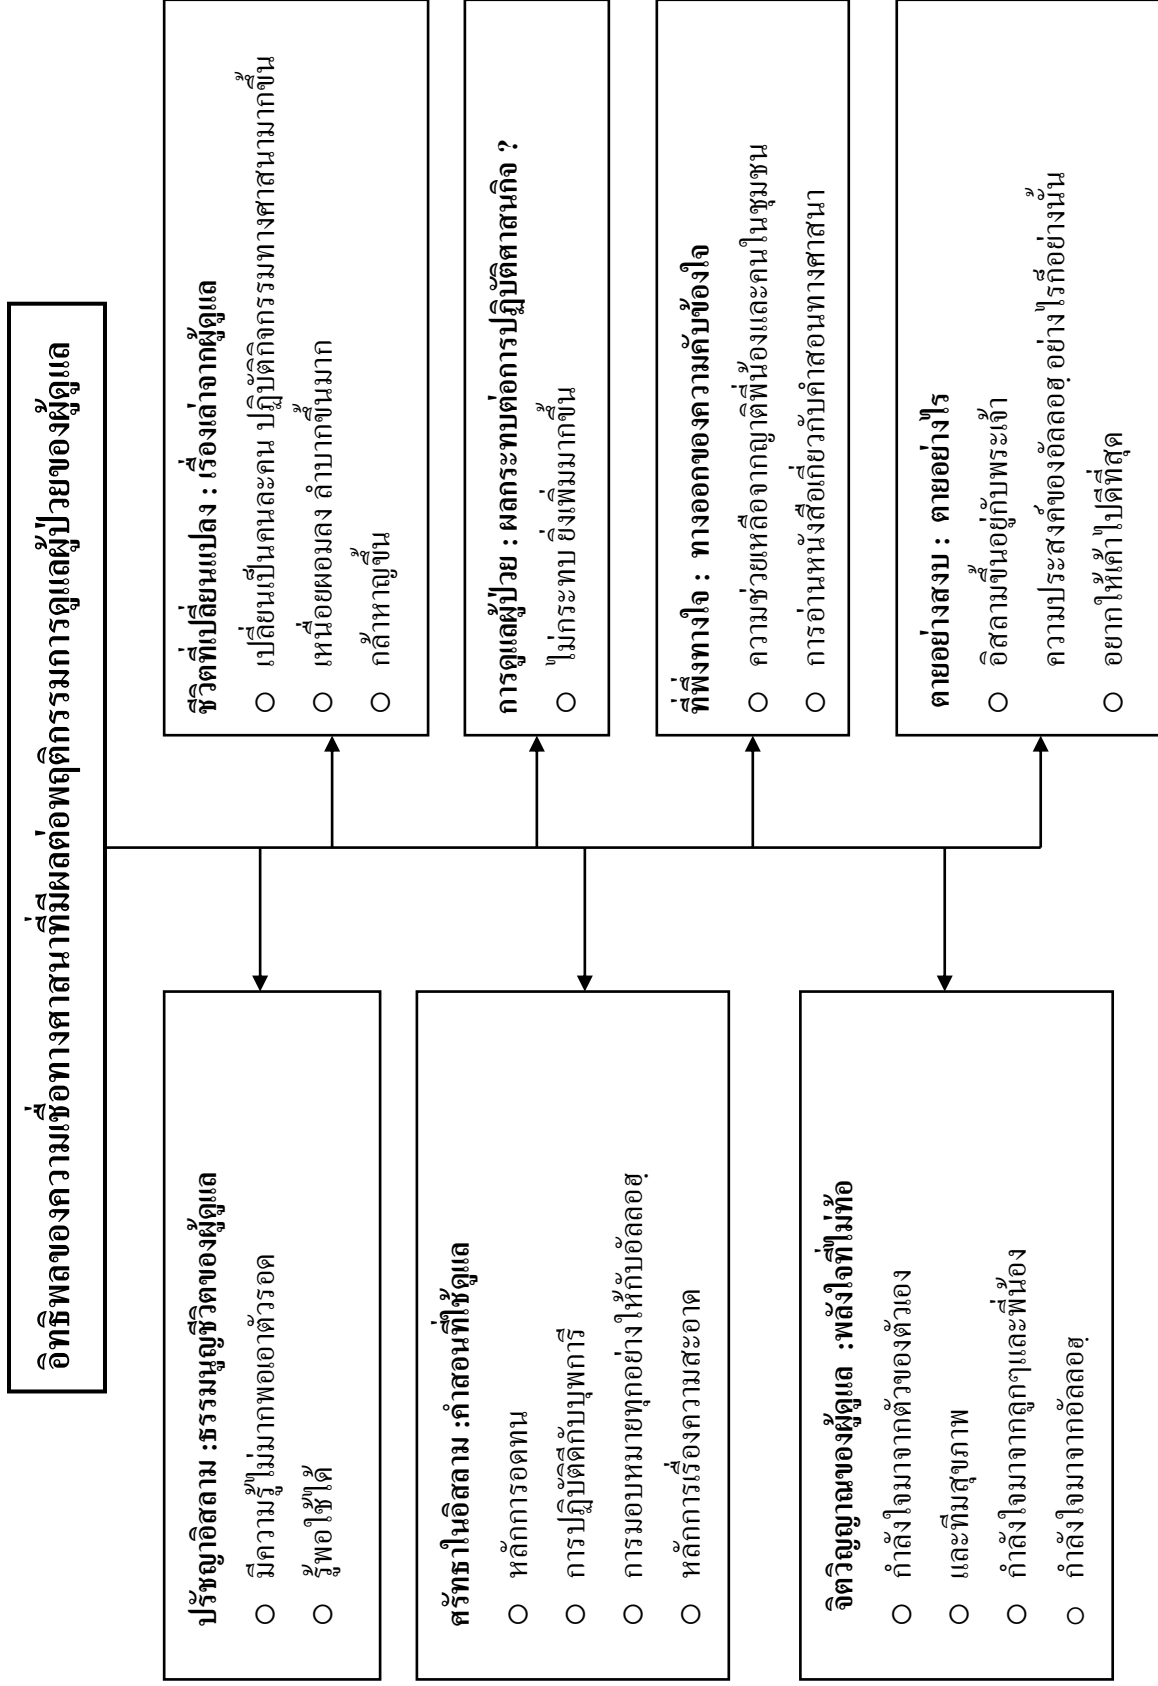 อิทธิพลของความเชื่อทางศาสนาที่มีผลต่อพฤติกรรมการดูแลผู้ป่วยของผู้ดูแล
ปรัชญาอิสลาม :ธรรมนูญชีวิตของผู้ดูแล
○ มีความรู้ไม่มากพอเอาตัวรอด
○ รู้พอใช้ได้
ศรัทธาในอิสลาม :คำสอนที่ใช้ดูแล
○ หลักการอดทน
○ การปฏิบัติดีกับบุพการี
○ การมอบหมายทุกอย่างให้กับอัลลอฮฺ
○ หลักการเรื่องความสะอาด
จิตวิญญาณของผู้ดูแล :พลังใจที่ไม่ท้อ
○ กำลังใจมาจากตัวของตัวเอง
○ และทีมสุขภาพ
○ กำลังใจมาจากลูกๆและพี่น้อง
○ กำลังใจมาจากอัลลอฮฺ
ชีวิตที่เปลี่ยนแปลง : เรื่องเล่าจากผู้ดูแล
○ เปลี่ยนเป็นคนละคน ปฏิบัติกิจกรรมทางศาสนามากขึ้น
○ เหนื่อยผอมลง ลำบากขึ้นมาก
○ กล้าหาญขึ้น
การดูแลผู้ป่วย : ผลกระทบต่อการปฏิบัติศาสนกิจ ?
○ ไม่กระทบ ยิ่งเพิ่มมากขึ้น
ที่พึ่งทางใจ : ทางออกของความคับข้องใจ
○ ความช่วยเหลือจากญาติพี่น้องและคนในชุมชน
○ การอ่านหนังสือเกี่ยวกับคำสอนทางศาสนา
ตายอย่างสงบ : ตายอย่างไร
○ อิสลามขึ้นอยู่กับพระเจ้า
ความประสงค์ของอัลลอฮฺ อย่างไรก็อย่างนั้น
○ อยากให้เค้าไปดีที่สุด